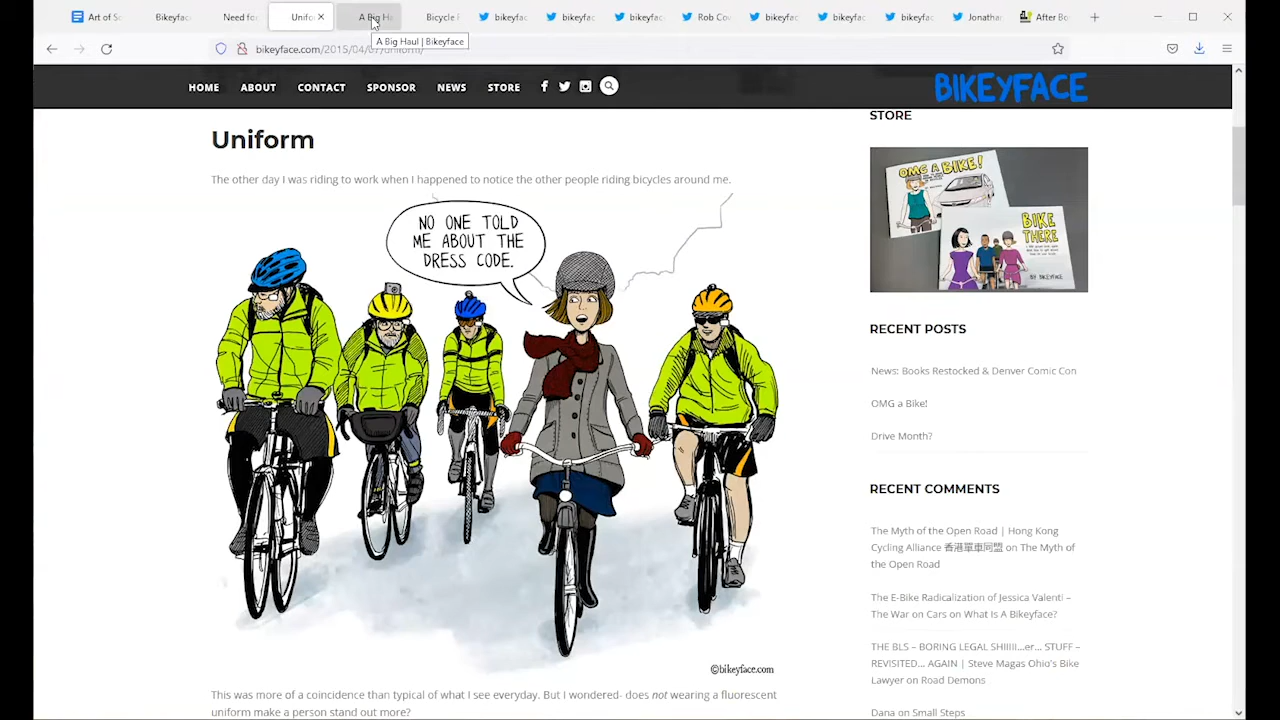 Art of S
Bikeyface
Need fo
Unifo
A Big Ha
Bicycle F
bikeyfac
bikeyfac
bikeyfac
Rob Co
bikeyfac
bikeyfac
bikeyfac
Jonathan
After Bo
A Big Haul | Bikeyface
bikeyface.com/2015/04/07/uniform/
HOME
ABOUT
CONTACT
SPONSOR
NEWS
STORE
BIKEYFACE
Uniform
The other day I was riding to work when I happened to notice the other people riding bicycles around me.
NO ONE TOLD
ME ABOUT THE
DRESS CODE.
©bikeyface.com
This was more of a coincidence than typical of what I see everyday. But I wondered- does not wearing a fluorescent
uniform make a person stand out more?
STORE
OMG A BIKE!
BIKE
THERE
BY BIKEYFACE
RECENT POSTS
News: Books Restocked & Denver Comic Con
OMG a Bike!
Drive Month?
RECENT COMMENTS
The Myth of the Open Road | Hong Kong
Cycling Alliance 香港單車同盟 on The Myth of
the Open Road
The E-Bike Radicalization of Jessica Valenti –
The War on Cars on What Is A Bikeyface?
THE BLS – BORING LEGAL SHIIIII...er... STUFF –
REVISITED... AGAIN | Steve Magas Ohio's Bike
Lawyer on Road Demons
Dana on Small Steps